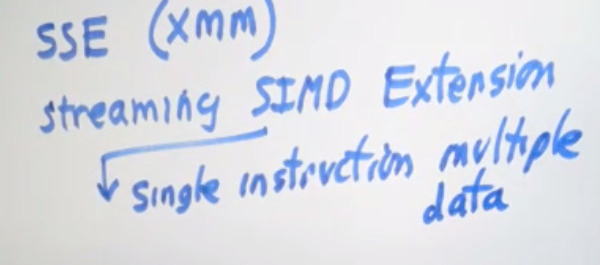 SSE (xmm)
streaming SIMD Extension
single instruction multiple
data